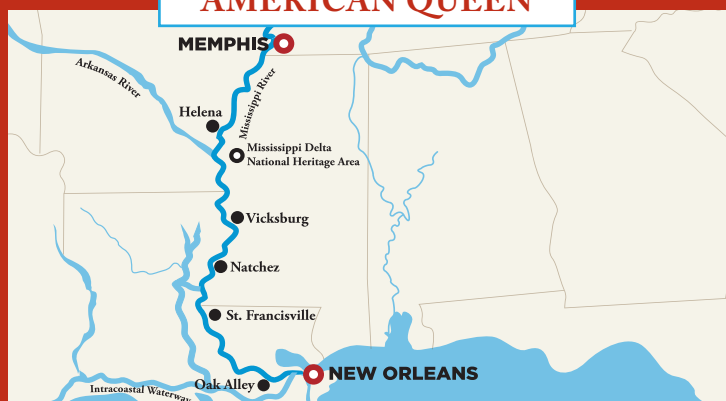 AMERICAN QUEEN
MEMPHIS
Arkansas River
Mississippi River
Helena
Mississippi Delta
National Heritage Area
Vicksburg
Natchez
St. Francisville
NEW ORLEANS
Oak Alley
Intracoastal Waterway